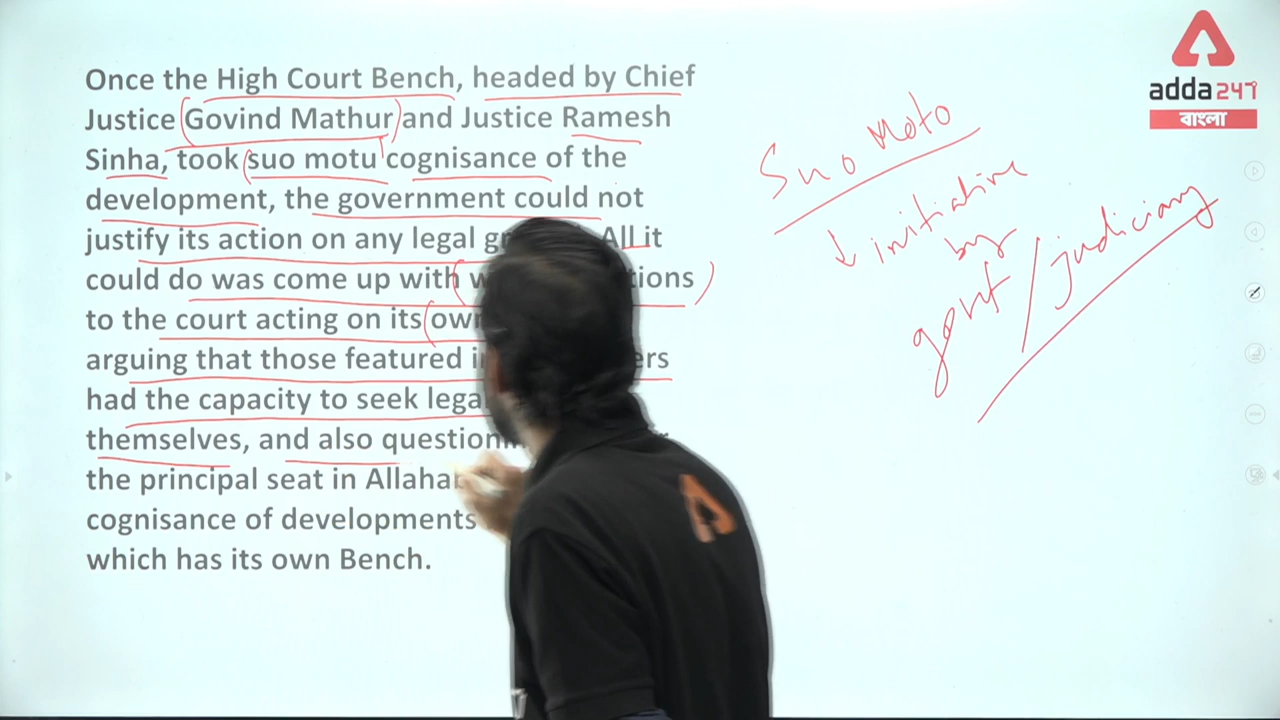 Once the High Court Bench, headed by Chief
Justice Govind Mathur and Justice Ramesh
Sinha, took suo motu cognisance of the
development, the government could not
justify its action on any legal All it
could do was come up with
to the court acting on its
arguing that those featured
had the capacity to seek
themselves, and also
the principal seat in
cognisance of developments
which has its own Bench.
Suo Moto
↓ initiative
by
govt / judiciary
adda247
বাংলা